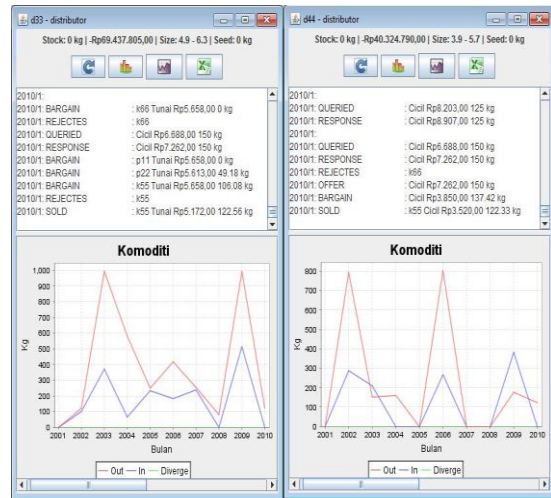 d33 - distributor
Stock: 0 kg | -Rp69.437.805,00 | Size: 4.9 - 6.3 | Seed: 0 kg
2010/1:
2010/1: BARGAIN : k66 Tunai Rp5.658,00 0 kg
2010/1: REJECTES : k66
2010/1: QUERIED : Cicil Rp6.688,00 150 kg
2010/1: RESPONSE : Cicil Rp7.262,00 150 kg
2010/1: BARGAIN : p11 Tunai Rp5.658,00 0 kg
2010/1: BARGAIN : p22 Tunai Rp5.613,00 49.18 kg
2010/1: BARGAIN : k55 Tunai Rp5.658,00 106.08 kg
2010/1: REJECTES : k55
2010/1: SOLD : k55 Tunai Rp5.172,00 122.56 kg
Komoditi
1,000
900
800
700
600
500
400
300
200
100
0
Kg
2001 2002 2003 2004 2005 2006 2007 2008 2009 2010
Bulan
Out In Diverge
d44 - distributor
Stock: 0 kg | -Rp40.324.790,00 | Size: 3.9 - 5.7 | Seed: 0 kg
2010/1:
2010/1: QUERIED : Cicil Rp8.203,00 125 kg
2010/1: RESPONSE : Cicil Rp8.907,00 125 kg
2010/1:
2010/1: QUERIED : Cicil Rp6.688,00 150 kg
2010/1: RESPONSE : Cicil Rp7.262,00 150 kg
2010/1: REJECTES : k66
2010/1: OFFER : Cicil Rp7.262,00 150 kg
2010/1: BARGAIN : Cicil Rp3.850,00 137.42 kg
2010/1: SOLD : k55 Cicil Rp3.520,00 122.33 kg
Komoditi
800
700
600
500
400
300
200
100
0
Kg
2001 2002 2003 2004 2005 2006 2007 2008 2009 2010
Bulan
Out In Diverge